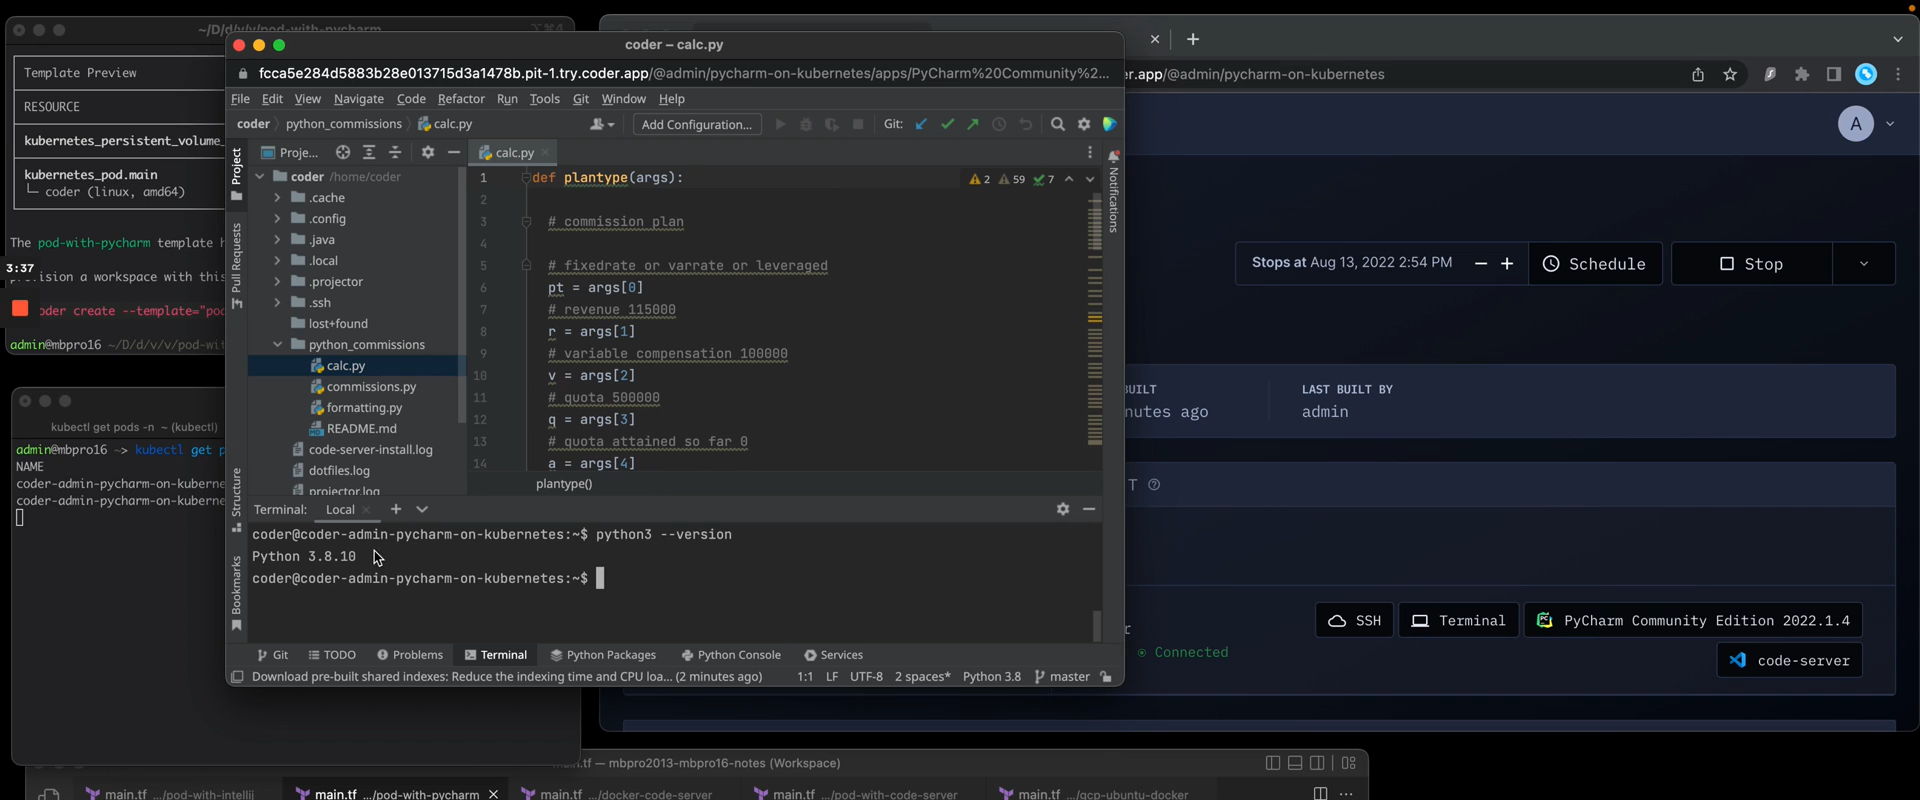 ~/D/d/v/v/pod-with-pycharm
⌥⌘4
Template Preview
RESOURCE
kubernetes_persistent_volume_
kubernetes_pod.main
└─ coder (linux, amd64)
The pod-with-pycharm template h
3:37
ision a workspace with this
oder create --template="pod
admin@mbpro16 ~/D/d/v/v/pod-wit
kubectl get pods -n ~ (kubectl)
admin@mbpro16 ~> kubectl get p
NAME
coder-admin-pycharm-on-kuberne
coder-admin-pycharm-on-kuberne
coder – calc.py
fcca5e284d5883b28e013715d3a1478b.pit-1.try.coder.app/@admin/pycharm-on-kubernetes/apps/PyCharm%20Community%2...
File Edit View Navigate Code Refactor Run Tools Git Window Help
coder python_commissions calc.py
Add Configuration...
Git:
Project
Pull Requests
Structure
Bookmarks
Proje...
coder /home/coder
.cache
.config
.java
.local
.projector
.ssh
lost+found
python_commissions
calc.py
commissions.py
formatting.py
README.md
code-server-install.log
dotfiles.log
projector.log
calc.py
2 59 7
Notifications
1 def plantype(args):
2
3 # commission plan
4
5 # fixedrate or varrate or leveraged
6 pt = args[0]
7 # revenue 115000
8 r = args[1]
9 # variable compensation 100000
10 v = args[2]
11 # quota 500000
12 q = args[3]
13 # quota attained so far 0
14 a = args[4]
plantype()
Terminal: Local
coder@coder-admin-pycharm-on-kubernetes:~$ python3 --version
Python 3.8.10
coder@coder-admin-pycharm-on-kubernetes:~$
Git TODO Problems Terminal Python Packages Python Console Services
Download pre-built shared indexes: Reduce the indexing time and CPU loa... (2 minutes ago) 1:1 LF UTF-8 2 spaces* Python 3.8 master
er.app/@admin/pycharm-on-kubernetes
A
Stops at Aug 13, 2022 2:54 PM
Schedule
Stop
BUILT
nutes ago
LAST BUILT BY
admin
T
r
Connected
SSH
Terminal
PyCharm Community Edition 2022.1.4
code-server
.tf — mbpro2013-mbpro16-notes (Workspace)
main.tf .../pod-with-intellij
main.tf .../pod-with-pycharm
main.tf .../docker-code-server
main.tf .../pod-with-code-server
main.tf .../gcp-ubuntu-docker